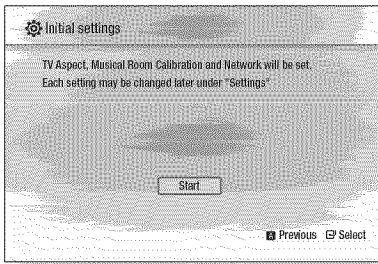 Initial settings
TV Aspect, Musical Room Calibration and Network will be set.
Each setting may be changed later under "Settings"
Start
A Previous Select